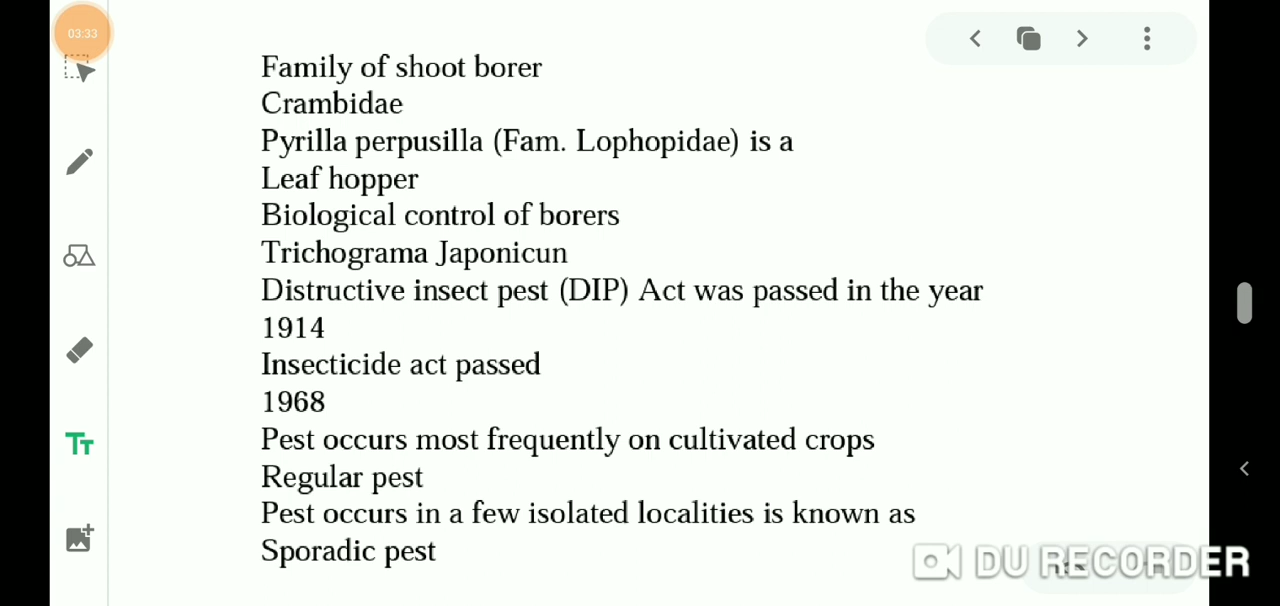 03:33
Family of shoot borer
Crambidae
Pyrilla perpusilla (Fam. Lophopidae) is a
Leaf hopper
Biological control of borers
Trichograma Japonicun
Distructive insect pest (DIP) Act was passed in the year
1914
Insecticide act passed
1968
Pest occurs most frequently on cultivated crops
Regular pest
Pest occurs in a few isolated localities is known as
Sporadic pest
TT
DU RECORDER